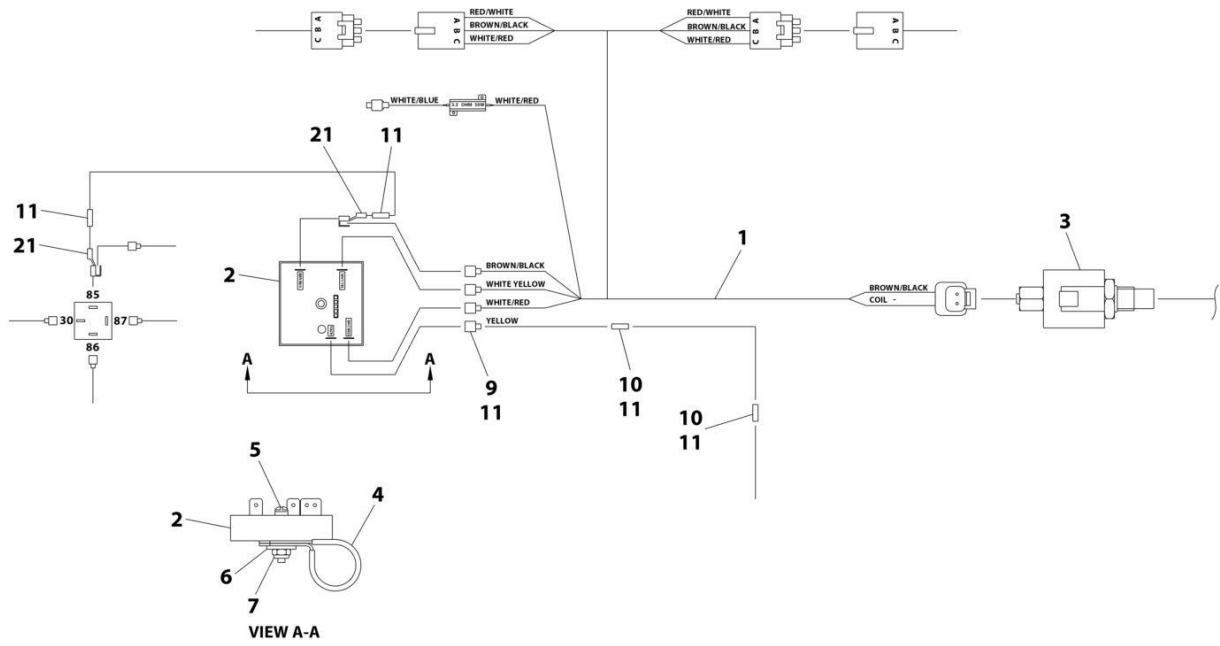 RED/WHITE
BROWN/BLACK
WHITE/RED
A
B
C
A
B
C
RED/WHITE
BROWN/BLACK
WHITE/RED
A
B
C
A
B
C
WHITE/BLUE
WHITE/RED
21
11
11
21
2
1
3
85
30
87
86
BROWN/BLACK
WHITE YELLOW
WHITE/RED
YELLOW
BROWN/BLACK
COIL -
A
A
9
11
10
11
10
11
5
4
2
6
7
VIEW A-A